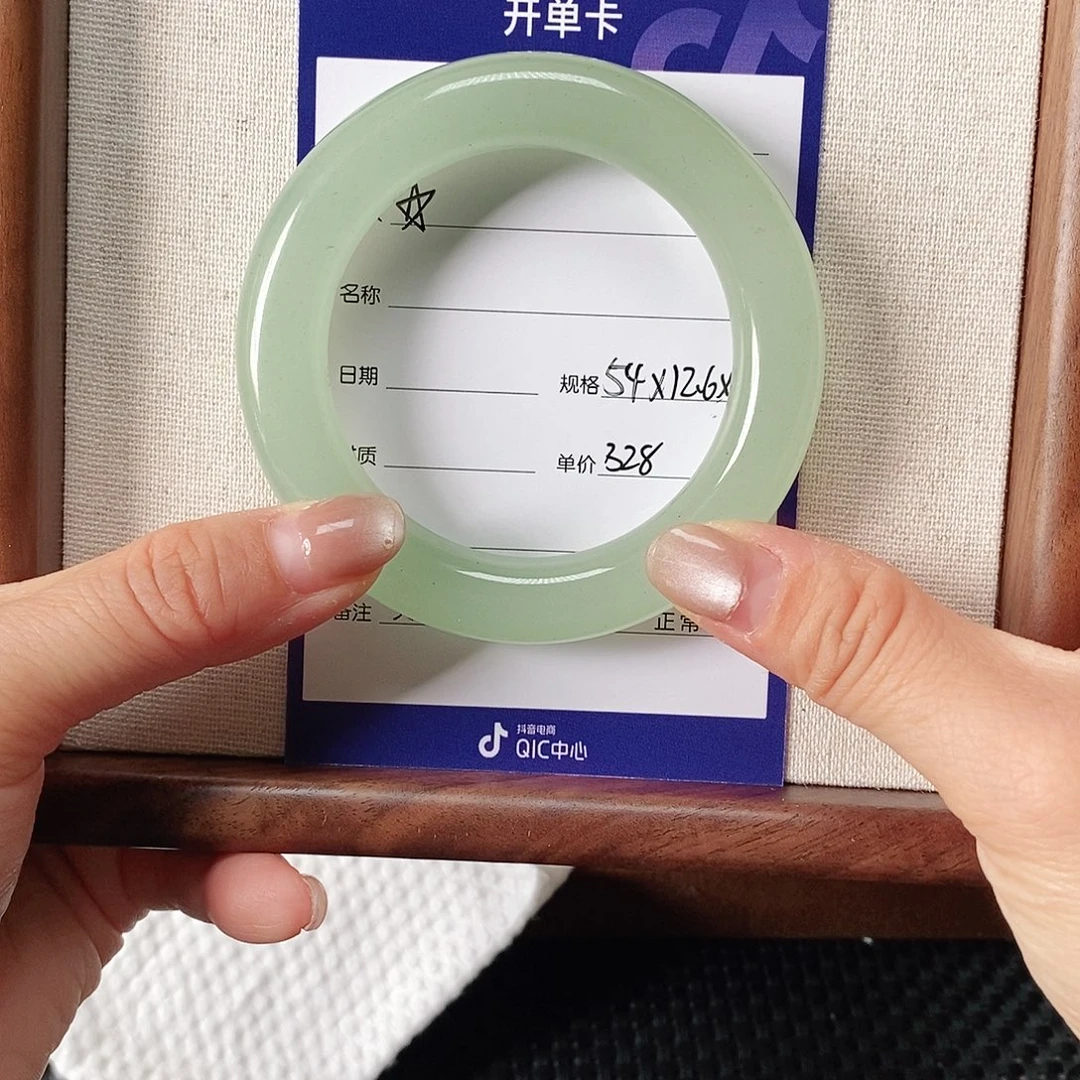 开单卡
名称
日期
规格 54x12.6x
质
单价 328
备注
正常
抖音电商
QIC中心